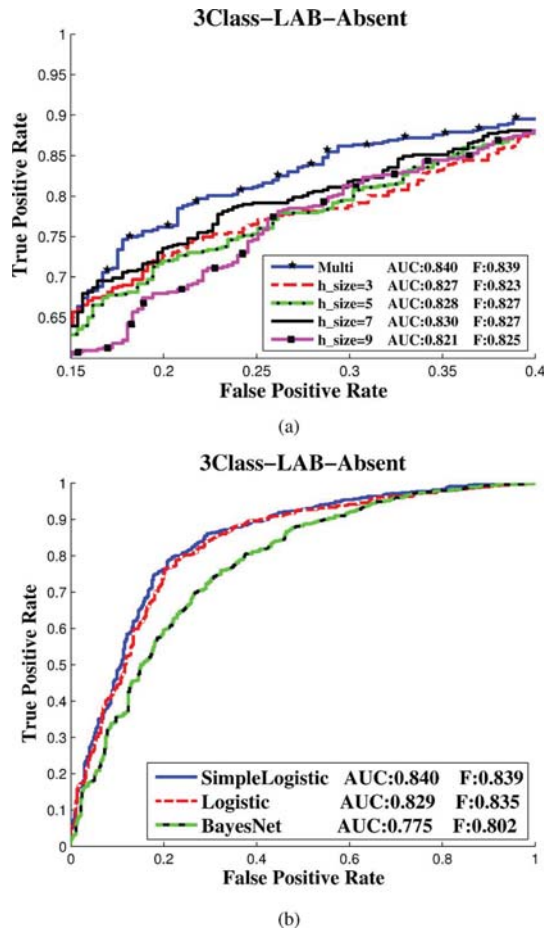 3Class-LAB-Absent
1
0.95
0.9
0.85
0.8
0.75
0.7
0.65
True Positive Rate
Multi AUC:0.840 F:0.839
h_size=3 AUC:0.827 F:0.823
h_size=5 AUC:0.828 F:0.827
h_size=7 AUC:0.830 F:0.827
h_size=9 AUC:0.821 F:0.825
0.15 0.2 0.25 0.3 0.35 0.4
False Positive Rate
(a)
3Class-LAB-Absent
1
0.9
0.8
0.7
0.6
0.5
0.4
0.3
0.2
0.1
0
True Positive Rate
SimpleLogistic AUC:0.840 F:0.839
Logistic AUC:0.829 F:0.835
BayesNet AUC:0.775 F:0.802
0 0.2 0.4 0.6 0.8 1
False Positive Rate
(b)